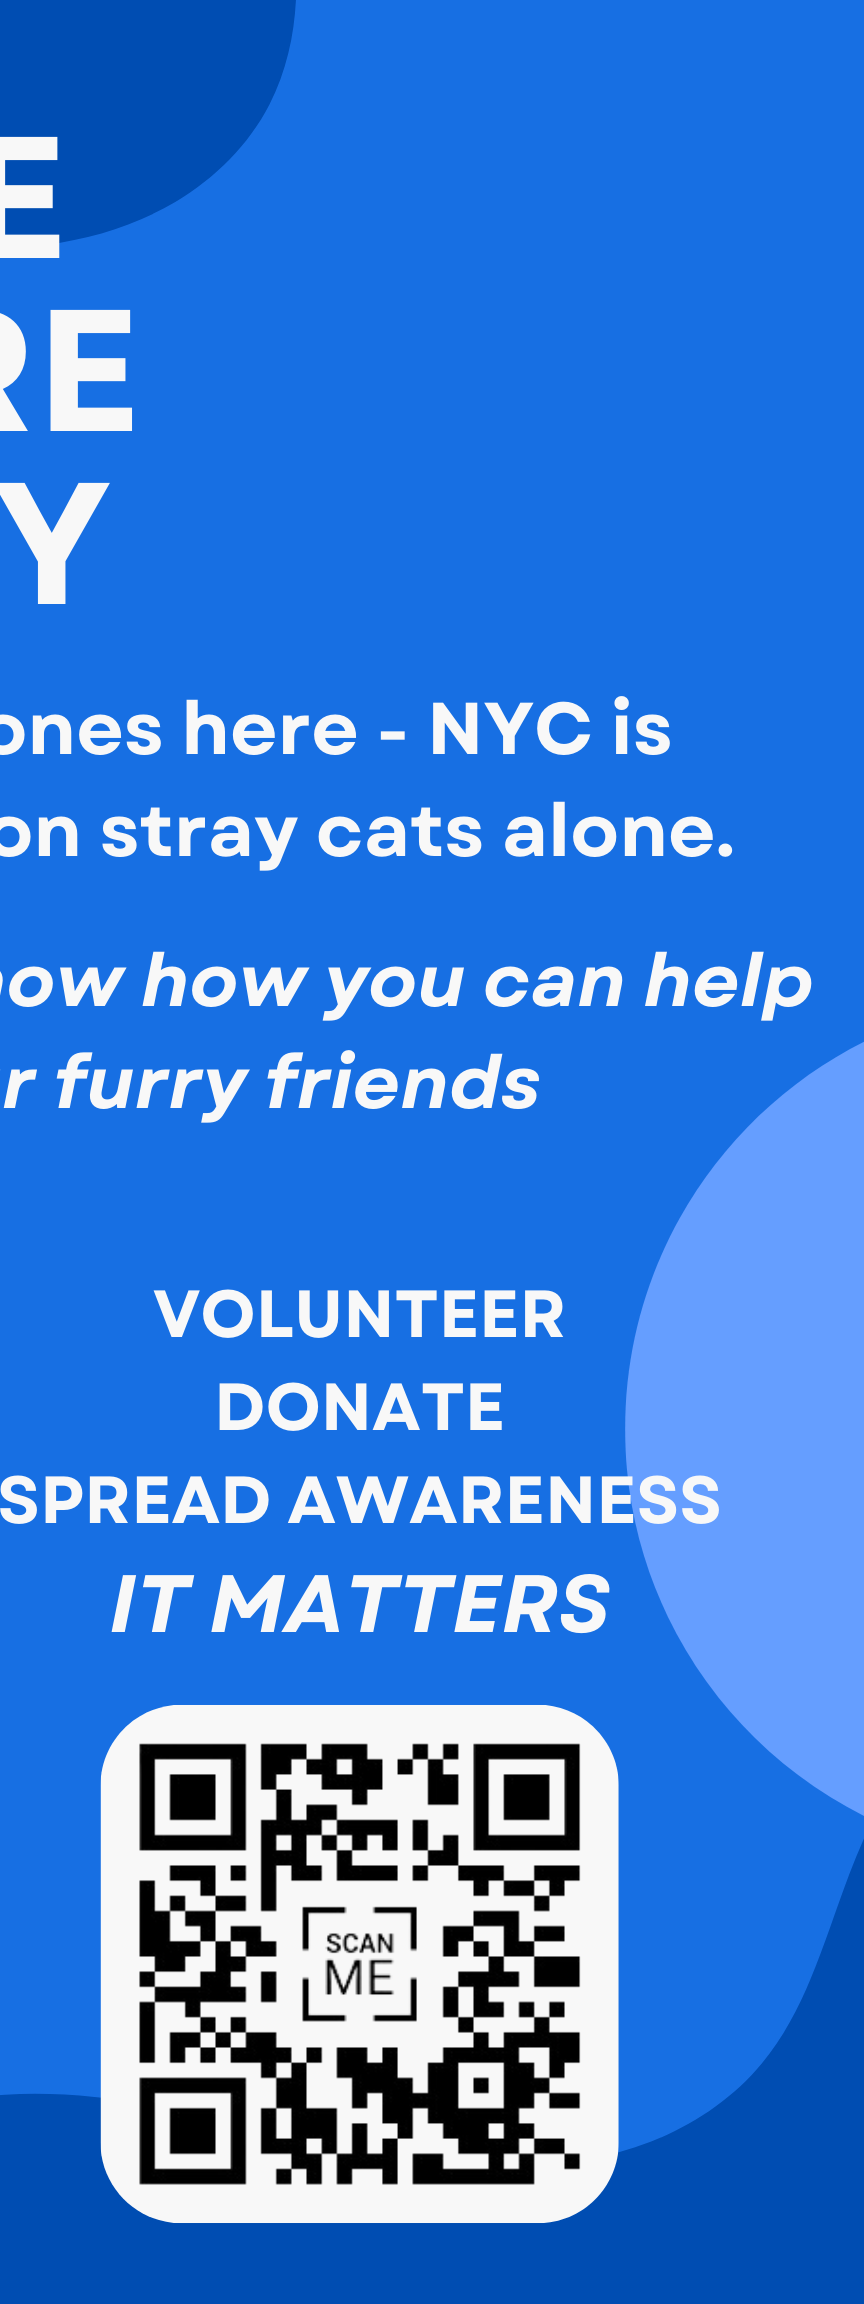 E
RE
Y
ones here - NYC is
on stray cats alone.
how you can help
r furry friends
VOLUNTEER
DONATE
SPREAD AWARENESS
IT MATTERS
SCAN
ME